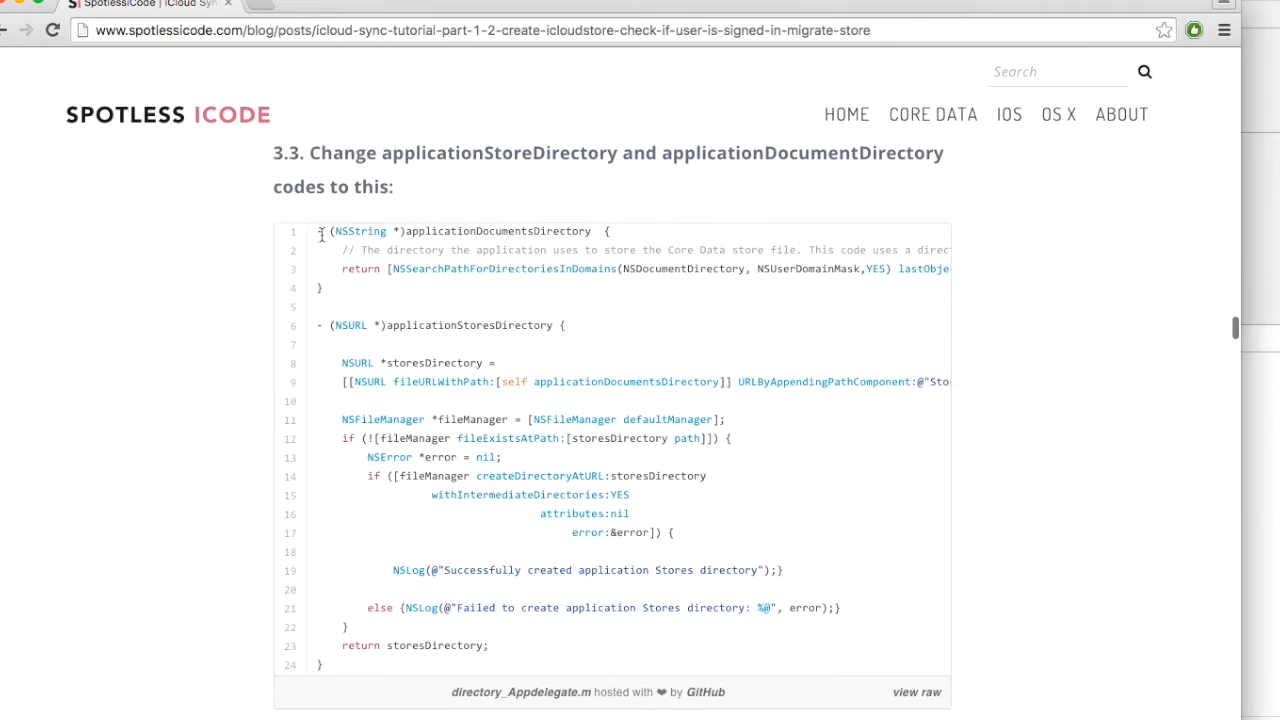 SpotlessiCode | iCloud Syn
www.spotlessicode.com/blog/posts/icloud-sync-tutorial-part-1-2-create-icloudstore-check-if-user-is-signed-in-migrate-store
Search
SPOTLESS ICODE
HOME CORE DATA IOS OS X ABOUT
3.3. Change applicationStoreDirectory and applicationDocumentDirectory
codes to this:
1 - (NSString *)applicationDocumentsDirectory {
2 // The directory the application uses to store the Core Data store file. This code uses a direc
3 return [NSSearchPathForDirectoriesInDomains(NSDocumentDirectory, NSUserDomainMask,YES) lastObje
4 }
5
6 - (NSURL *)applicationStoresDirectory {
7
8 NSURL *storesDirectory =
9 [[NSURL fileURLWithPath:[self applicationDocumentsDirectory]] URLByAppendingPathComponent:@"Sto
10
11 NSFileManager *fileManager = [NSFileManager defaultManager];
12 if (![fileManager fileExistsAtPath:[storesDirectory path]]) {
13 NSError *error = nil;
14 if ([fileManager createDirectoryAtURL:storesDirectory
15 withIntermediateDirectories:YES
16 attributes:nil
17 error:&error]) {
18
19 NSLog(@"Successfully created application Stores directory");}
20
21 else {NSLog(@"Failed to create application Stores directory: %@", error);}
22 }
23 return storesDirectory;
24 }
directory_Appdelegate.m hosted with ❤ by GitHub view raw